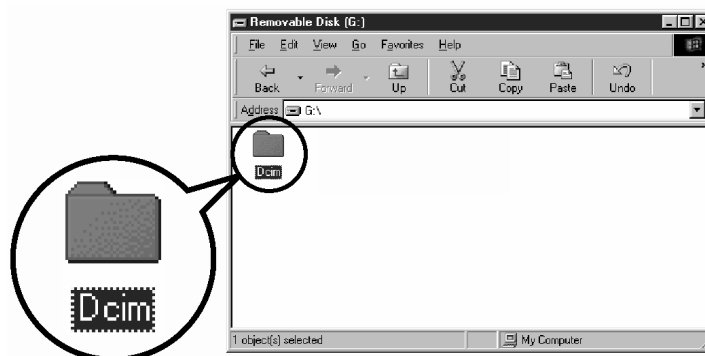 Removable Disk (G:)
File Edit View Go Favorites Help
Back Forward Up Cut Copy Paste Undo
Address G:\
Dcim
Dcim
1 object(s) selected My Computer